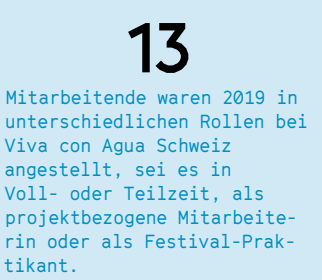 13
Mitarbeitende waren 2019 in
unterschiedlichen Rollen bei
Viva con Agua Schweiz
angestellt, sei es in
Voll- oder Teilzeit, als
projektbezogene Mitarbeite-
rin oder als Festival-Prak-
tikant.